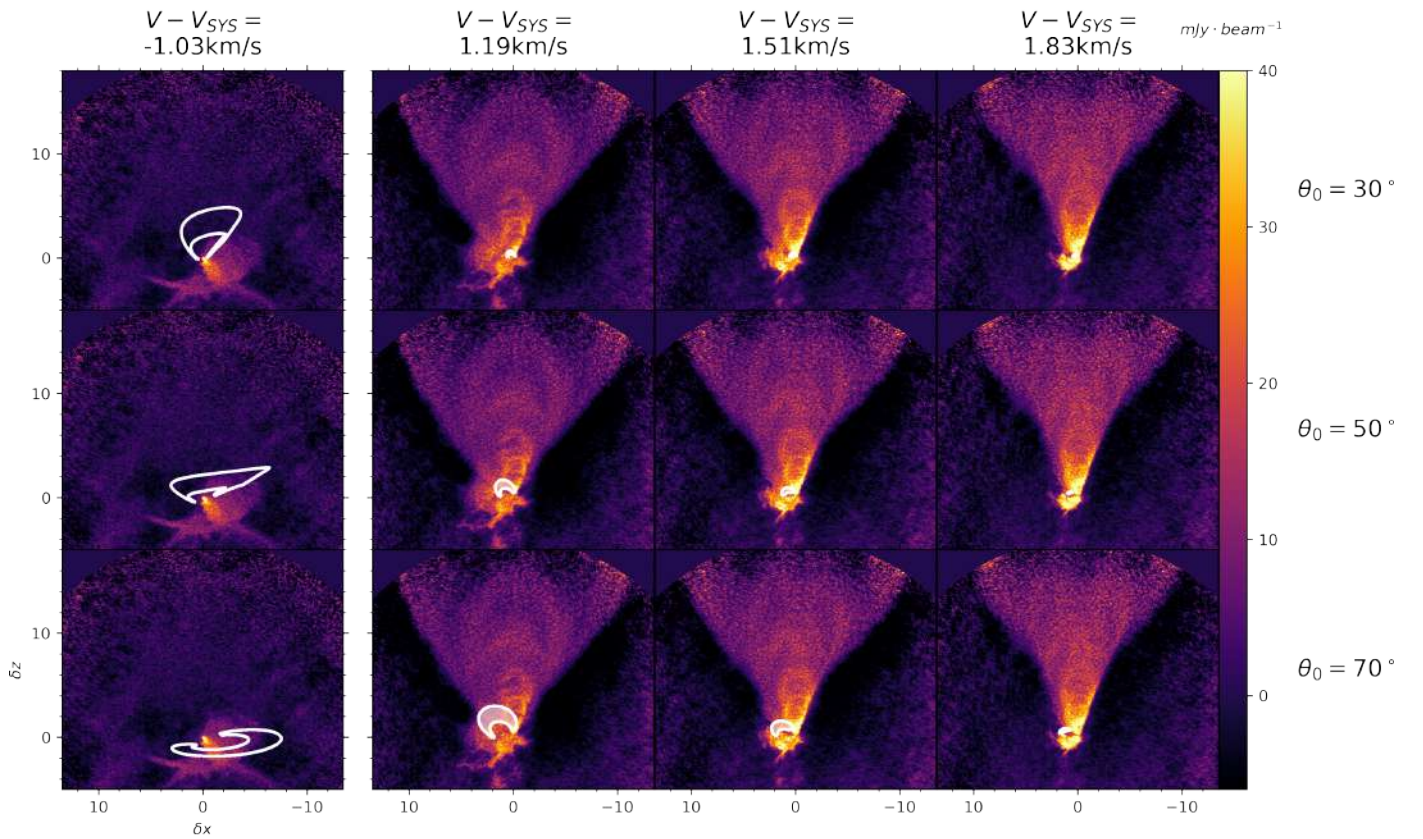 V − V_SYS = V − V_SYS = V − V_SYS = V − V_SYS = mJy · beam⁻¹
-1.03km/s 1.19km/s 1.51km/s 1.83km/s
40
10
θ₀ = 30°
30
0
10
20
θ₀ = 50°
0
10
10
θ₀ = 70°
δz
0
0
10 0 −10 10 0 −10 10 0 −10 10 0 −10
δx